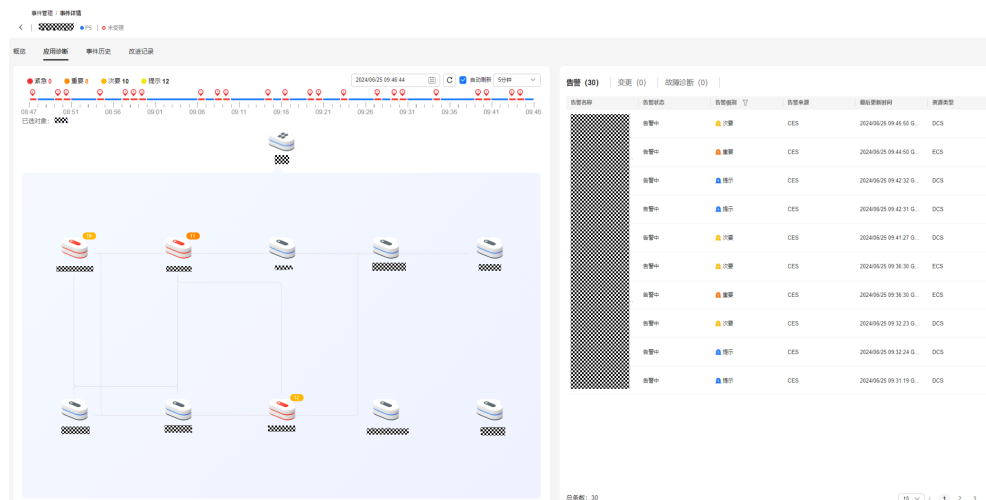 事件管理 / 事件详情
P5 未受理
概览 应用诊断 事件历史 改进记录
紧急 0 重要 8 次要 10 提示 12
2024/06/25 09:46:44 自动刷新 5分钟
08:47 08:51 08:56 09:01 09:06 09:11 09:16 09:21 09:26 09:31 09:36 09:41 09:46
已选对象：
11
12
告警（30） 变更（0） 故障诊断（0）
告警名称 告警状态 告警级别 告警来源 最后更新时间 资源类型
告警中 次要 CES 2024/06/25 09:45:50 G... DCS
告警中 重要 CES 2024/06/25 09:44:50 G... ECS
告警中 提示 CES 2024/06/25 09:42:32 G... DCS
告警中 提示 CES 2024/06/25 09:42:31 G... DCS
告警中 次要 CES 2024/06/25 09:41:27 G... DCS
告警中 次要 CES 2024/06/25 09:36:30 G... ECS
告警中 重要 CES 2024/06/25 09:36:30 G... ECS
告警中 次要 CES 2024/06/25 09:32:23 G... DCS
告警中 提示 CES 2024/06/25 09:32:24 G... DCS
告警中 提示 CES 2024/06/25 09:31:19 G... DCS
总条数：30 10 1 2 3